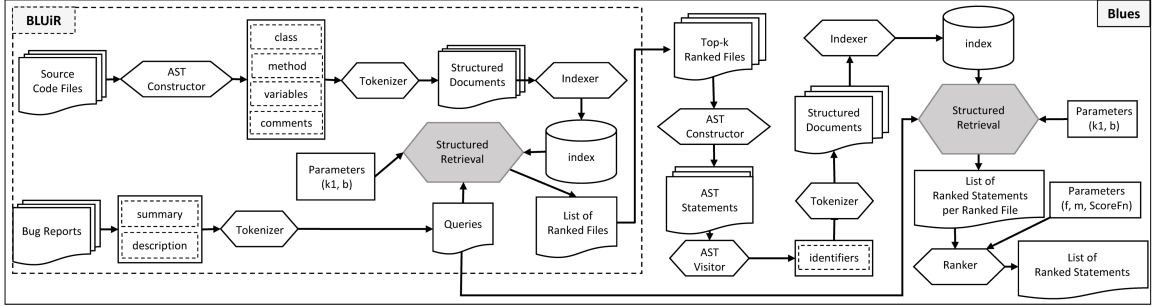 BLUiR
Source
Code Files
AST
Constructor
class
method
variables
comments
Tokenizer
Structured
Documents
Indexer
index
Structured
Retrieval
Parameters
(k1, b)
Bug Reports
summary
description
Tokenizer
Queries
List of
Ranked Files
Blues
Top-k
Ranked Files
AST
Constructor
AST
Statements
AST
Visitor
identifiers
Tokenizer
Structured
Documents
Indexer
index
Structured
Retrieval
Parameters
(k1, b)
List of
Ranked Statements
per Ranked File
Parameters
(f, m, ScoreFn)
Ranker
List of
Ranked Statements